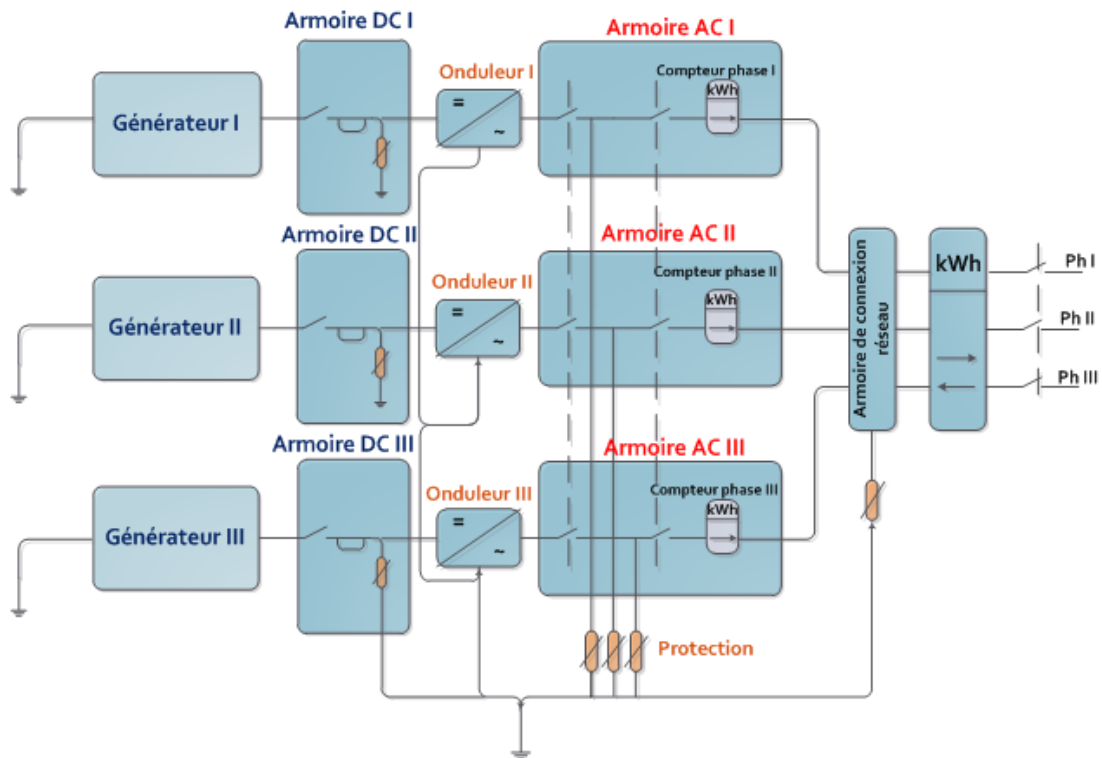 Armoire DC I
Armoire AC I
Onduleur I
Compteur phase I
kWh
Générateur I
=
~
Armoire DC II
Armoire AC II
Onduleur II
Compteur phase II
kWh
Générateur II
=
~
Armoire de connexion
réseau
kWh
Ph I
Ph II
Ph III
Armoire DC III
Armoire AC III
Onduleur III
Compteur phase III
kWh
Générateur III
=
~
Protection